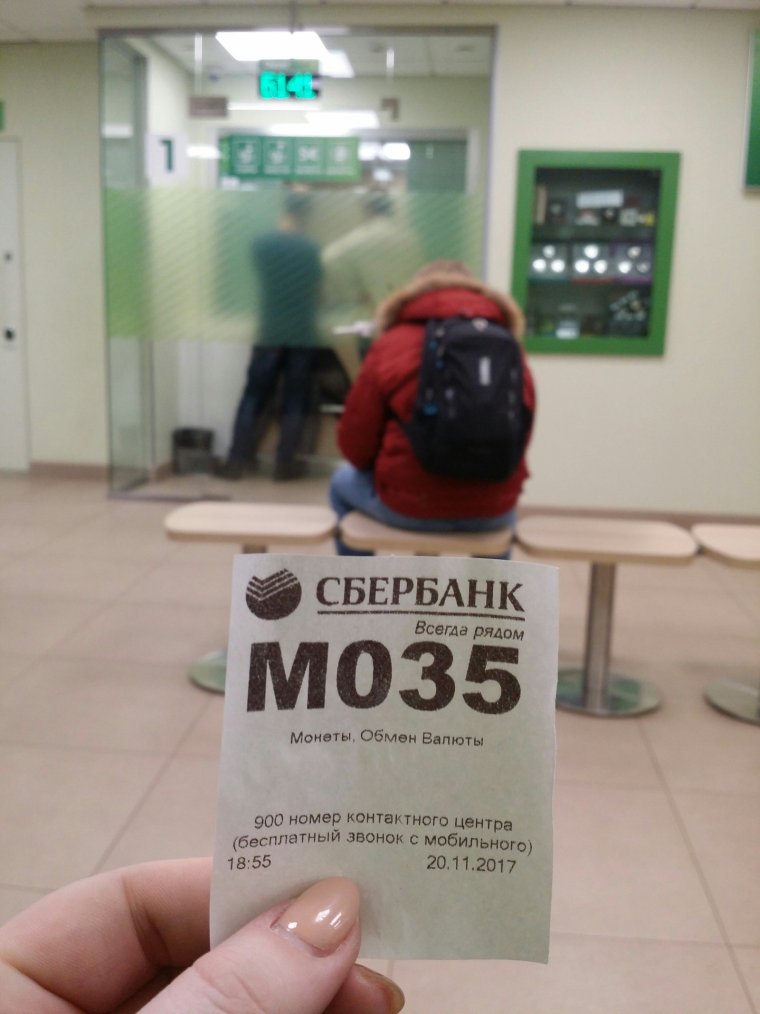 1
СБЕРБАНК
Всегда рядом
М035
Монеты, Обмен Валюты
900 номер контактного центра
(бесплатный звонок с мобильного)
18:55 20.11.2017